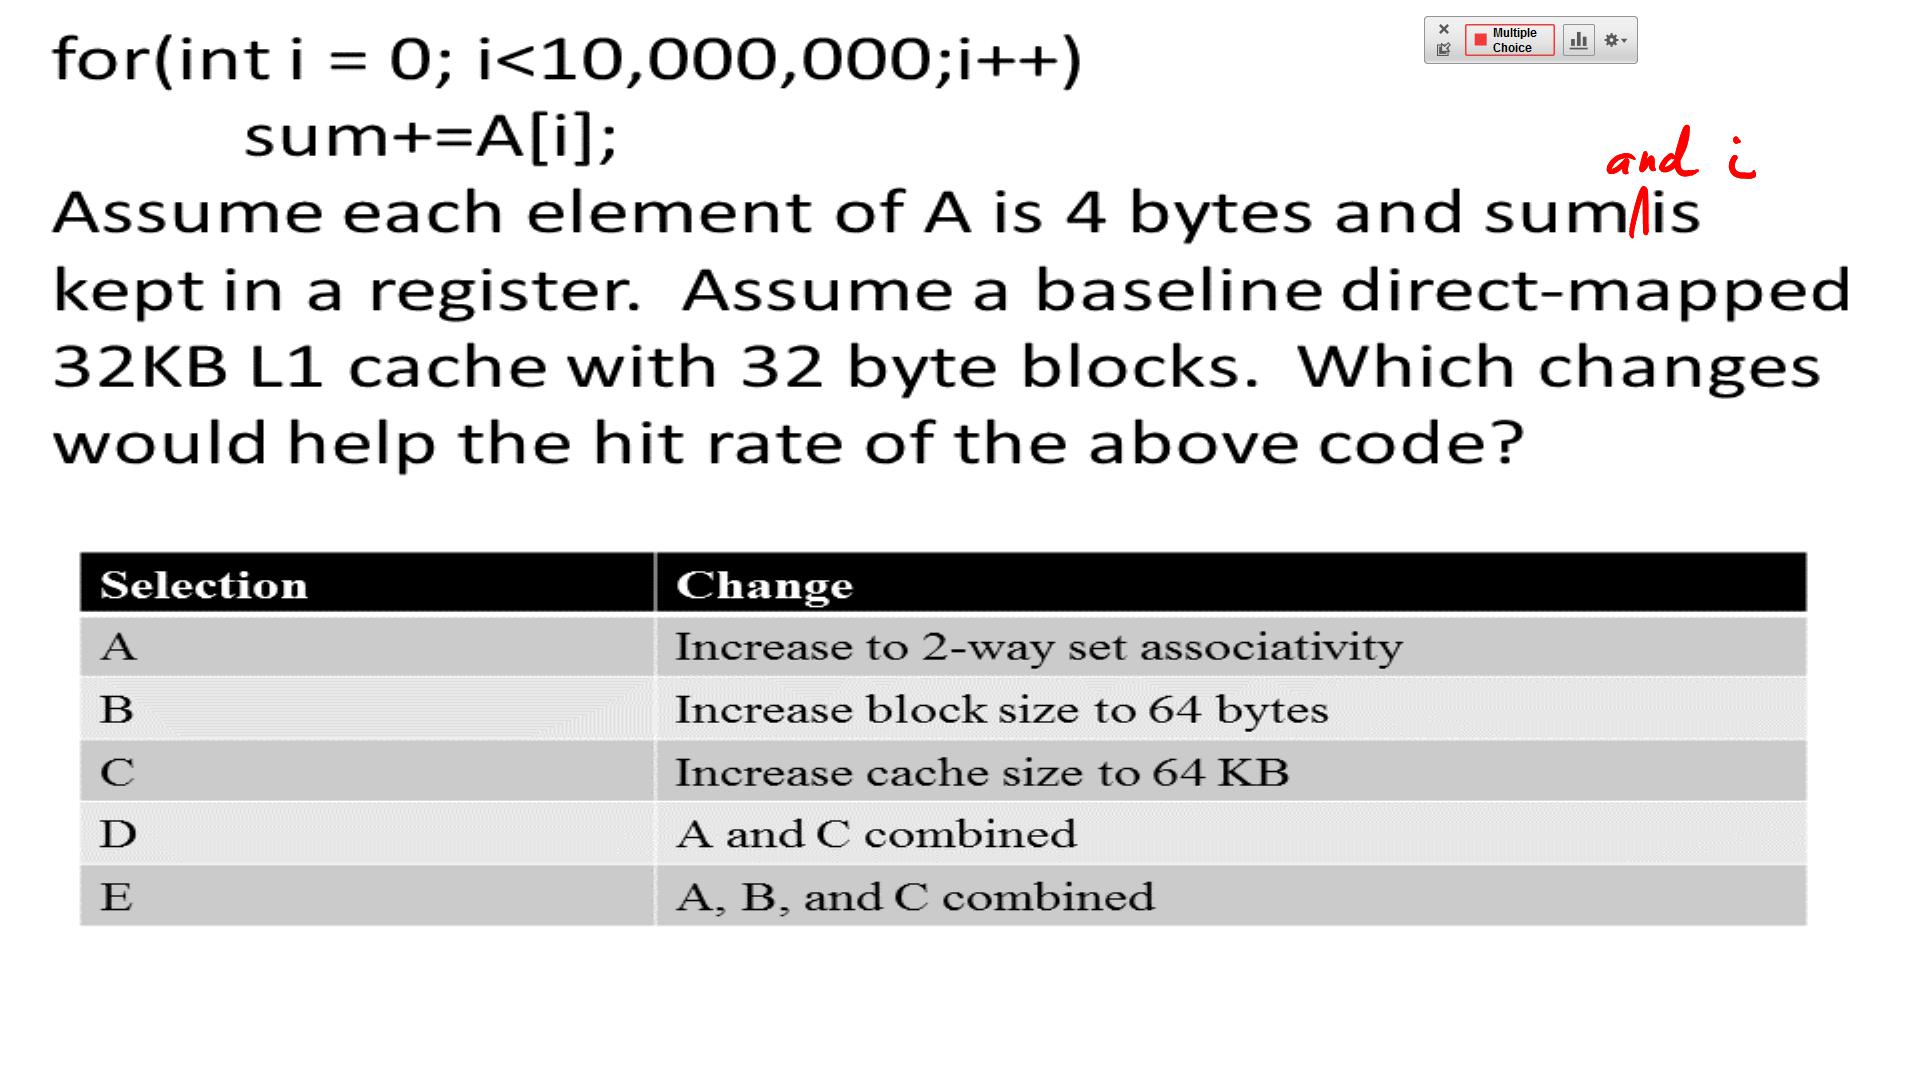 for(int i = 0; i<10,000,000;i++)
Multiple
Choice
sum+=A[i];
and i
Assume each element of A is 4 bytes and sum is
kept in a register. Assume a baseline direct-mapped
32KB L1 cache with 32 byte blocks. Which changes
would help the hit rate of the above code?
Selection Change
A Increase to 2-way set associativity
B Increase block size to 64 bytes
C Increase cache size to 64 KB
D A and C combined
E A, B, and C combined